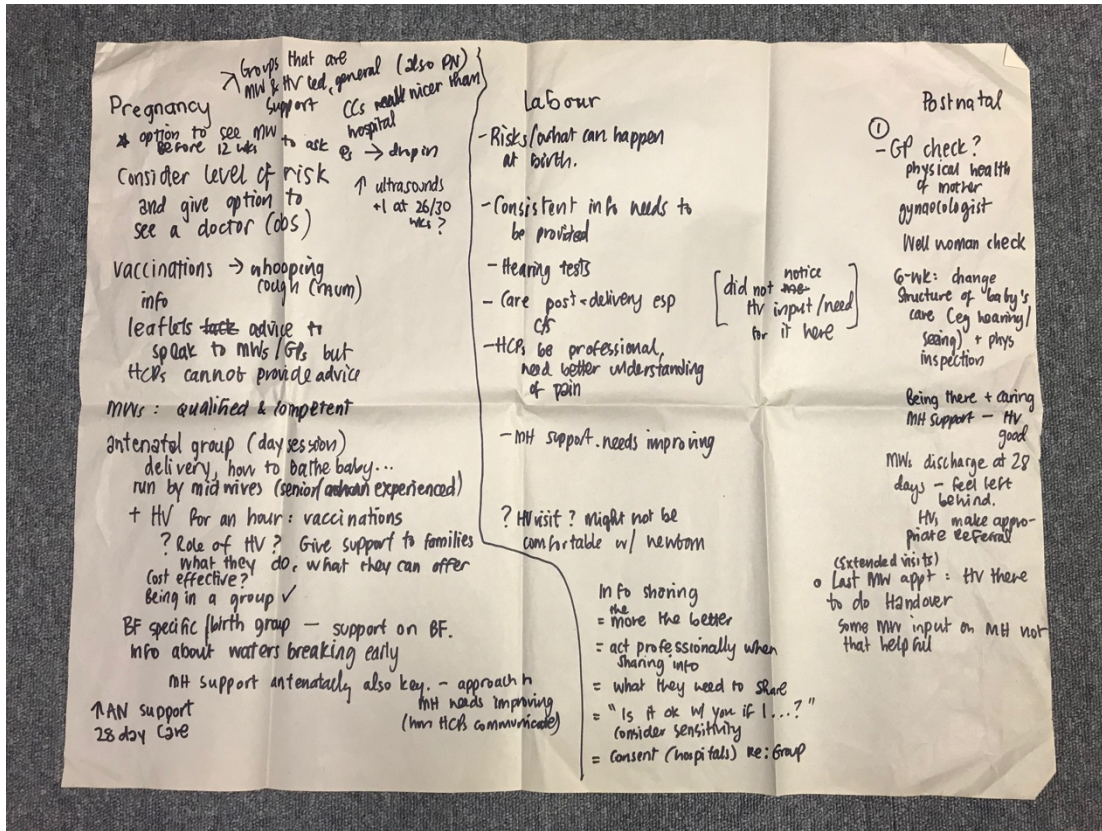 Pregnancy
↗ Groups that are
MW & HV led, general (also PN)
support
CCs much nicer than
hospital
* option to see MW
before 12 wks to ask Qs → drop in
Consider level of risk
and give option to
see a doctor (obs)
↑ ultrasounds
+1 at 26/30
wks?
vaccinations → whooping
cough (mum)
info
leaflets advice to
speak to MWs/GPs but
HCPs cannot provide advice
MWs: qualified & competent
antenatal group (day session)
delivery, how to bathe baby...
run by midwives (senior/experienced)
+ HV for an hour: vaccinations
? Role of HV? Give support to families
what they do, what they can offer
Cost effective?
Being in a group ✓
BF specific/birth group – support on BF.
Info about waters breaking early
MH support antenatally also key. – approach
MH needs improving
(how HCPs communicate)
↑ AN support
28 day care
Labour
- Risks/what can happen
at birth.
- Consistent info needs to
be provided
- Hearing tests
- Care post-delivery esp
C/S
- HCPs be professional,
need better understanding
of pain
- MH support. needs improving
? HV visit? Might not be
comfortable w/ newborn
[did not notice
HV input/need
for it here]
Info sharing
= the more the better
= act professionally when
sharing info
= what they need to share
= "Is it ok w/ you if I...?"
consider sensitivity
= Consent (hospitals) re: Group
Postnatal
①
- GP check?
physical health
of mother
gynaecologist
Well woman check
6-wk: change
structure of "baby's
care (eg hearing/
seeing) + phys
inspection
Being there + caring
MH support – HV
good
MWs discharge at 28
days – feel left
behind.
HVs make appro-
priate referral
(Extended visits)
• Last MW appt: HV there
to do Handover
some MW input on MH not
that helpful